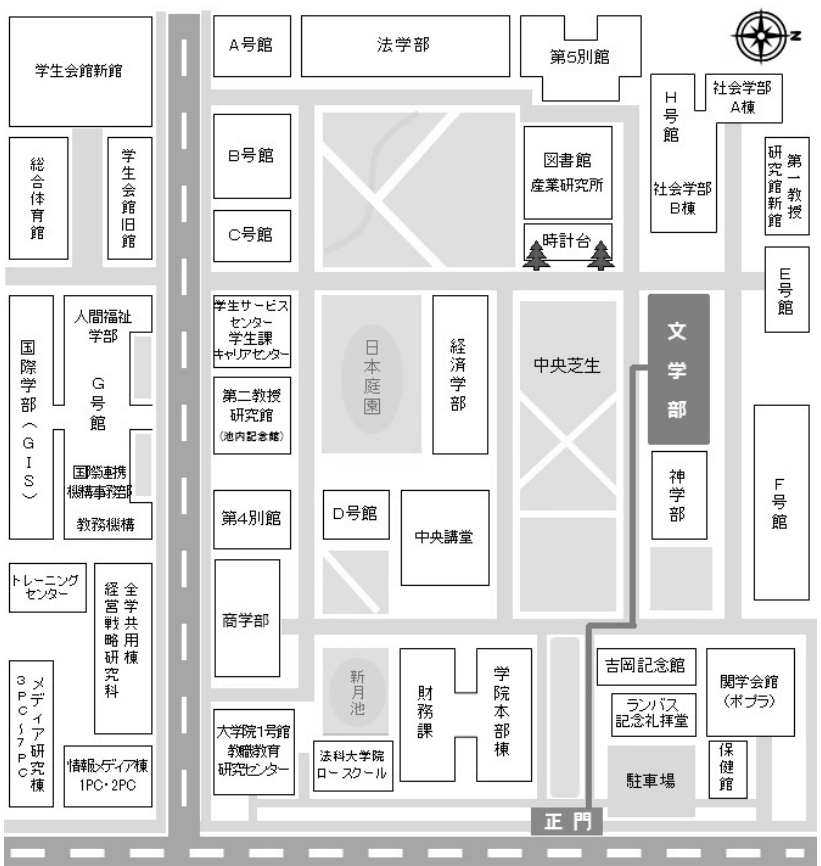 学生会館新館
A号館
法学部
第5別館
N
H号館
社会学部
A棟
社会学部
B棟
第一教授
研究館新館
総合体育館
学生会館旧館
B号館
C号館
図書館
産業研究所
時計台
E号館
国際学部(GIS)
人間福祉
学部
G号館
国際連携
機構事務部
教務機構
学生サービス
センター
学生課
キャリアセンター
第二教授
研究館
(池内記念館)
日本庭園
経済学部
中央芝生
文学部
神学部
F号館
第4別館
D号館
中央講堂
トレーニング
センター
全学共用棟
経営戦略研究科
商学部
メディア研究棟
3PC~7PC
情報メディア棟
1PC・2PC
大学院1号館
教職教育
研究センター
新月池
法科大学院
ロースクール
財務課
学院本部棟
吉岡記念館
ランバス
記念礼拝堂
関学会館
(ポプラ)
駐車場
保健館
正門